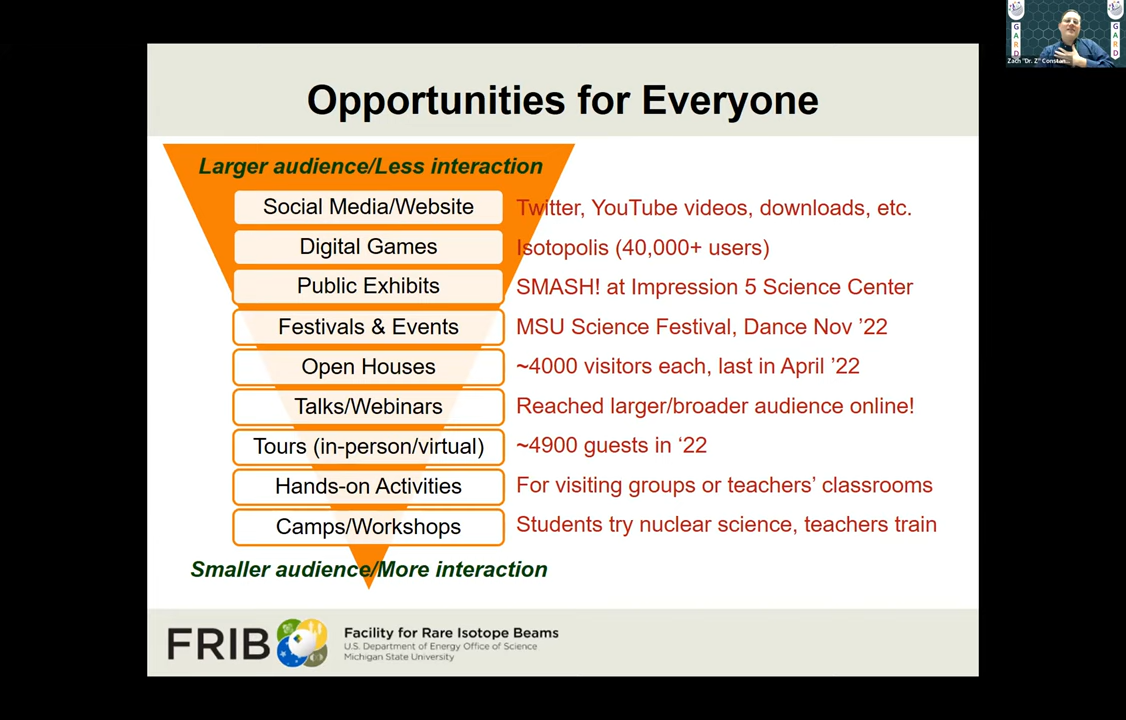 Opportunities for Everyone
Larger audience/Less interaction
Social Media/Website
Twitter, YouTube videos, downloads, etc.
Digital Games
Isotopolis (40,000+ users)
Public Exhibits
SMASH! at Impression 5 Science Center
Festivals & Events
MSU Science Festival, Dance Nov ’22
Open Houses
~4000 visitors each, last in April ’22
Talks/Webinars
Reached larger/broader audience online!
Tours (in-person/virtual)
~4900 guests in ‘22
Hands-on Activities
For visiting groups or teachers’ classrooms
Camps/Workshops
Students try nuclear science, teachers train
Smaller audience/More interaction
FRIB
Facility for Rare Isotope Beams
U.S. Department of Energy Office of Science
Michigan State University
GARD
GARD
Zach "Dr. Z" Constan...